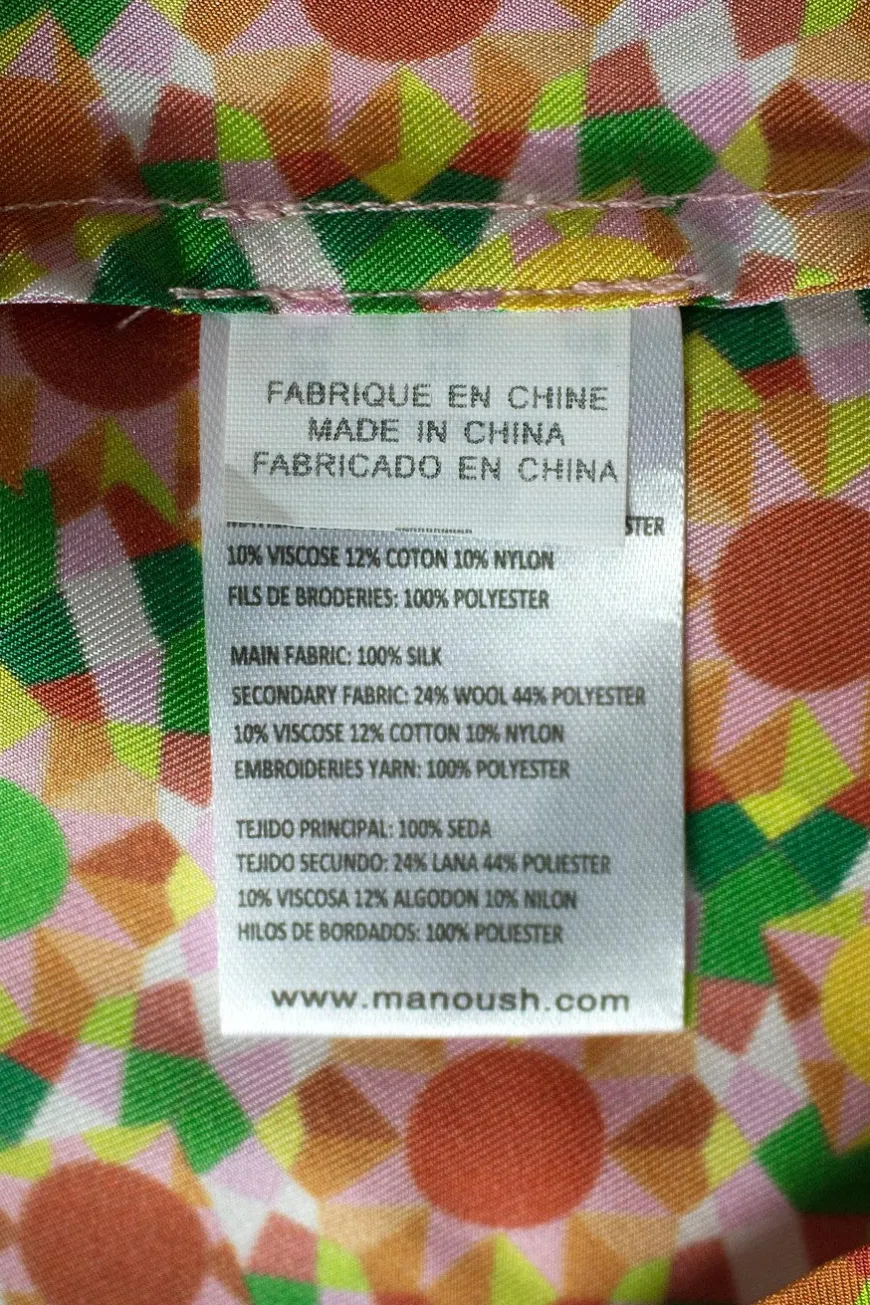 FABRIQUE EN CHINE
MADE IN CHINA
FABRICADO EN CHINA
10% VISCOSE 12% COTON 10% NYLON
FILS DE BRODERIES: 100% POLYESTER
MAIN FABRIC: 100% SILK
SECONDARY FABRIC: 24% WOOL 44% POLYESTER
10% VISCOSE 12% COTTON 10% NYLON
EMBROIDERIES YARN: 100% POLYESTER
TEJIDO PRINCIPAL: 100% SEDA
TEJIDO SECUNDO: 24% LANA 44% POLIESTER
10% VISCOSA 12% ALGODON 10% NILON
HILOS DE BORDADOS: 100% POLIESTER
www.manoush.com